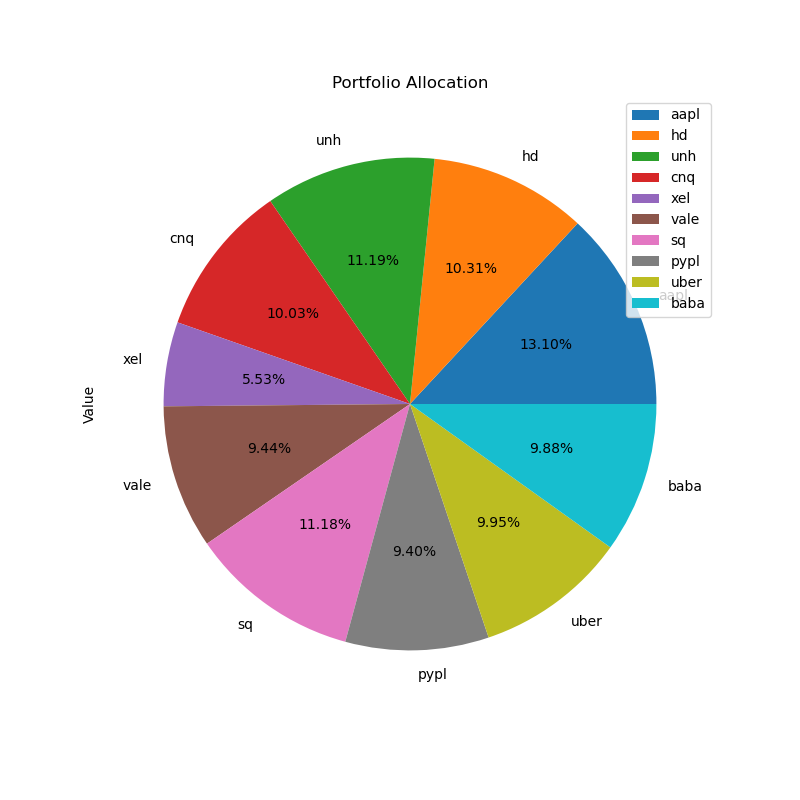 Portfolio Allocation
aapl
hd
unh
cnq
xel
vale
sq
pypl
uber
baba
unh
hd
cnq
aapl
xel
vale
sq
pypl
uber
baba
11.19%
10.31%
10.03%
13.10%
5.53%
9.44%
9.88%
11.18%
9.95%
9.40%
Value